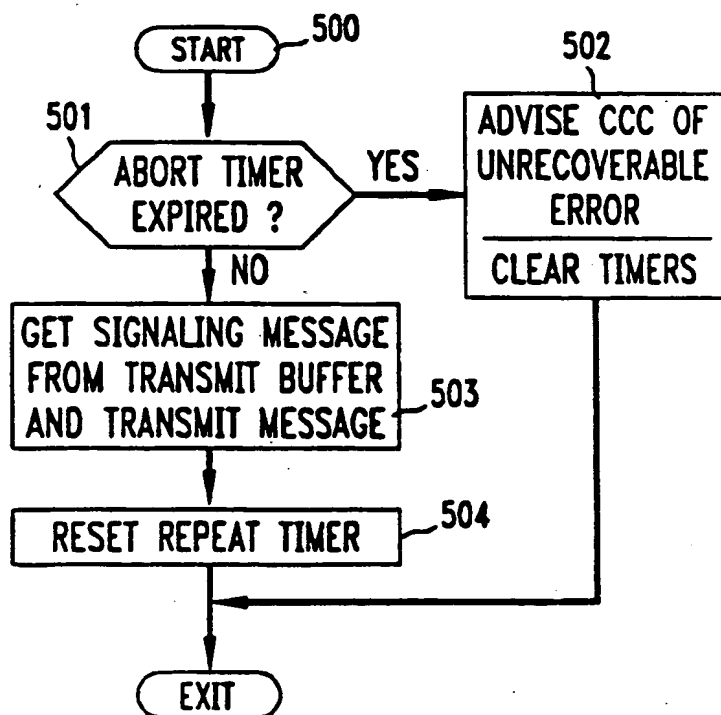 START
500
501
ABORT TIMER
EXPIRED ?
YES
502
ADVISE CCC OF
UNRECOVERABLE
ERROR
CLEAR TIMERS
NO
GET SIGNALING MESSAGE
FROM TRANSMIT BUFFER
AND TRANSMIT MESSAGE
503
RESET REPEAT TIMER
504
EXIT